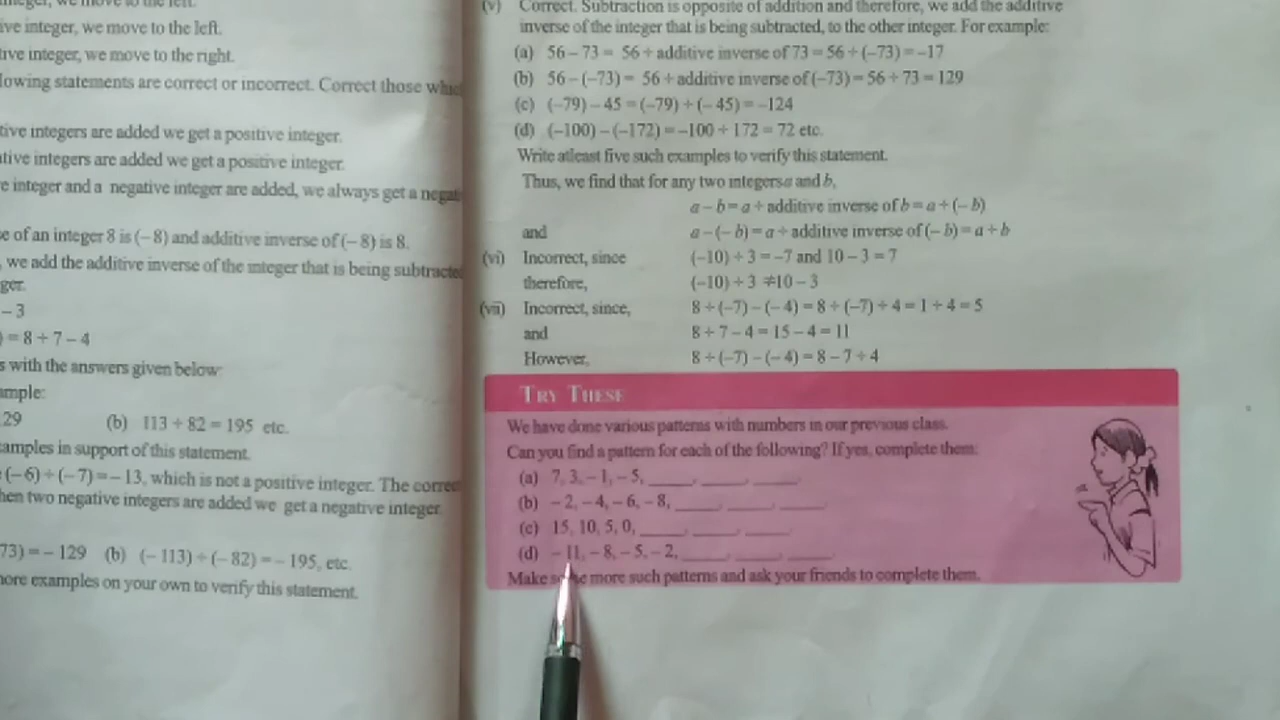 ive integer, we move to the left.
tive integer, we move to the right.
lowing statements are correct or incorrect. Correct those
tive integers are added we get a positive integer.
ative integers are added we get a positive integer.
e integer and a negative integer are added, we always get a
e of an integer 8 is (– 8) and additive inverse of (– 8) is 8.
, we add the additive inverse of the integer that is being
ger.
– 3
) = 8 + 7 – 4
s with the answers given below:
ample:
29 (b) 113 + 82 = 195 etc.
amples in support of this statement.
(– 6) + (– 7) = – 13, which is not a positive integer. The
hen two negative integers are added we get a negative integer.
73) = – 129 (b) (– 113) + (– 82) = – 195, etc.
more examples on your own to verify this statement.
(v) Correct. Subtraction is opposite of addition and therefore, we add the additive
inverse of the integer that is being subtracted, to the other integer. For example:
(a) 56 – 73 = 56 + additive inverse of 73 = 56 + (–73) = –17
(b) 56 – (–73) = 56 + additive inverse of (–73) = 56 + 73 = 129
(c) (–79) – 45 = (–79) + (– 45) = –124
(d) (–100) – (–172) = –100 + 172 = 72 etc.
Write atleast five such examples to verify this statement.
Thus, we find that for any two integers a and b,
a – b = a + additive inverse of b = a + (– b)
and a – (– b) = a + additive inverse of (– b) = a + b
(vi) Incorrect, since (–10) + 3 = –7 and 10 – 3 = 7
therefore, (–10) + 3 ≠ 10 – 3
(vii) Incorrect, since, 8 + (–7) – (– 4) = 8 + (–7) + 4 = 1 + 4 = 5
and 8 + 7 – 4 = 15 – 4 = 11
However, 8 + (–7) – (– 4) = 8 – 7 + 4
TRY THESE
We have done various patterns with numbers in our previous class.
Can you find a pattern for each of the following? If yes, complete them:
(a) 7, 3, – 1, – 5, _____, _____, _____.
(b) – 2, – 4, – 6, – 8, _____, _____, _____.
(c) 15, 10, 5, 0, _____, _____, _____.
(d) – 11, – 8, – 5, – 2, _____, _____, _____.
Make some more such patterns and ask your friends to complete them.